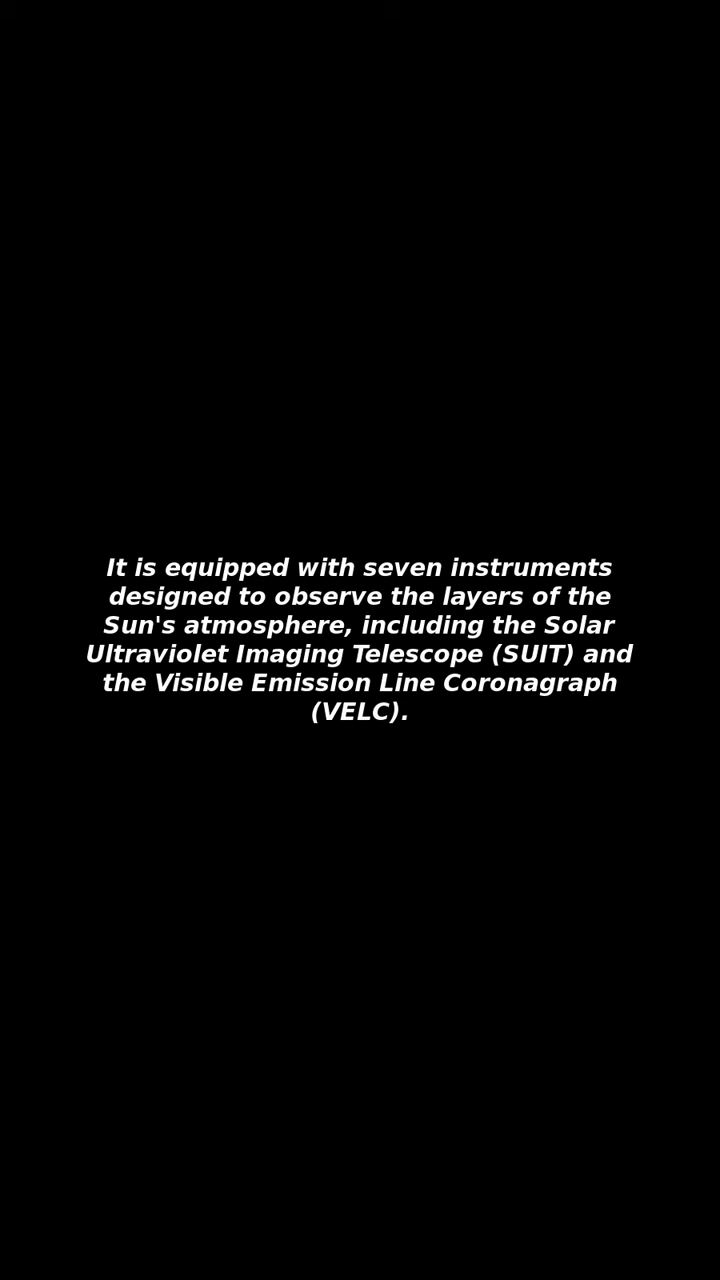 It is equipped with seven instruments
designed to observe the layers of the
Sun's atmosphere, including the Solar
Ultraviolet Imaging Telescope (SUIT) and
the Visible Emission Line Coronagraph
(VELC).